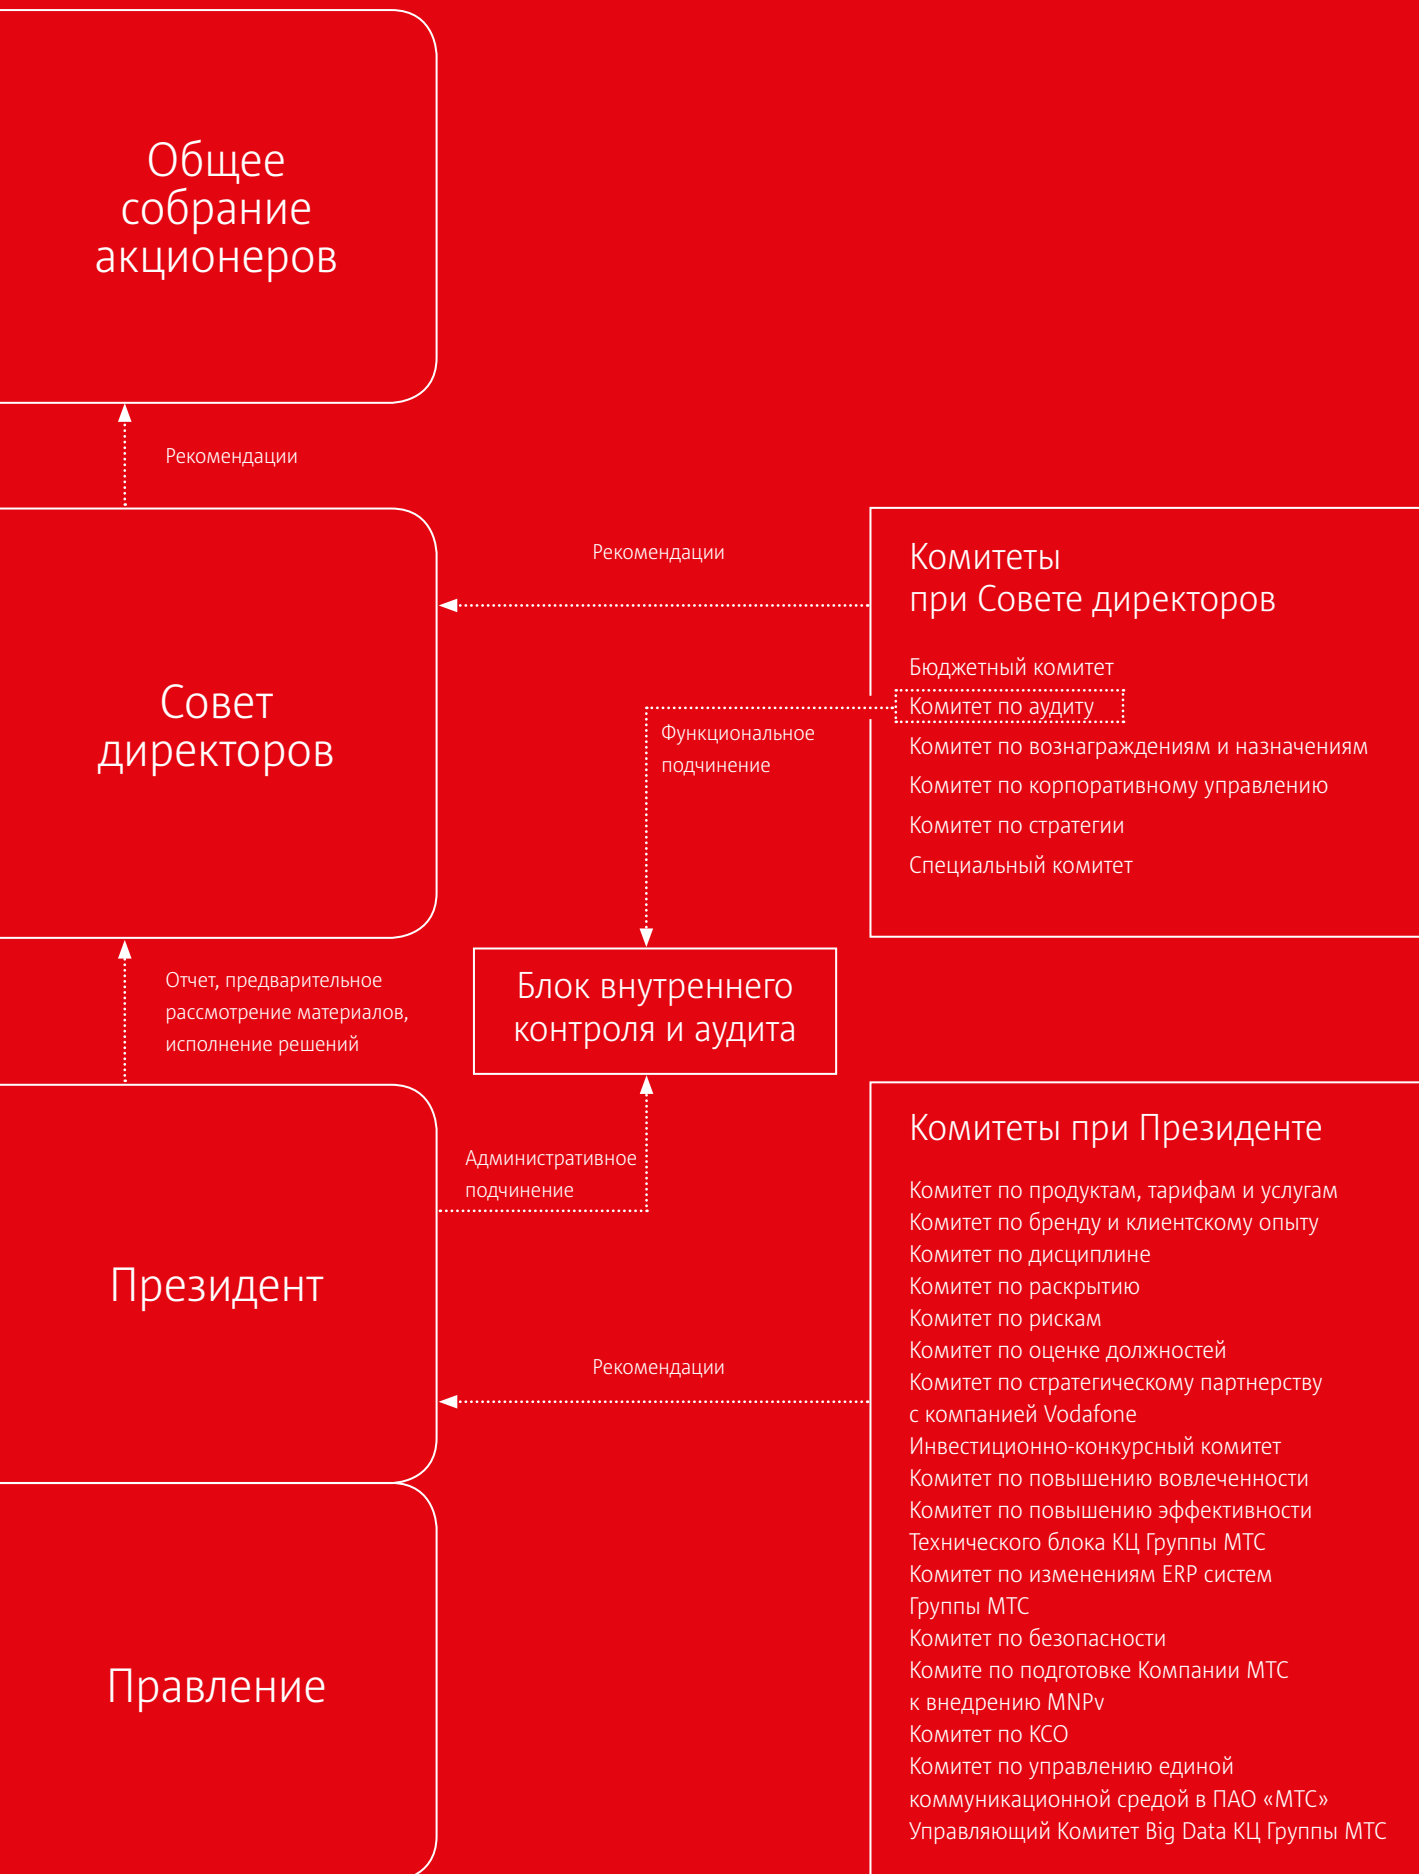 Общее
собрание
акционеров
Рекомендации
Совет
директоров
Рекомендации
Комитеты
при Совете директоров
Бюджетный комитет
Комитет по аудиту
Комитет по вознаграждениям и назначениям
Комитет по корпоративному управлению
Комитет по стратегии
Специальный комитет
Функциональное
подчинение
Отчет, предварительное
рассмотрение материалов,
исполнение решений
Блок внутреннего
контроля и аудита
Административное
подчинение
Президент
Рекомендации
Комитеты при Президенте
Комитет по продуктам, тарифам и услугам
Комитет по бренду и клиентскому опыту
Комитет по дисциплине
Комитет по раскрытию
Комитет по рискам
Комитет по оценке должностей
Комитет по стратегическому партнерству
с компанией Vodafone
Инвестиционно-конкурсный комитет
Комитет по повышению вовлеченности
Комитет по повышению эффективности
Технического блока КЦ Группы МТС
Комитет по изменениям ERP систем
Группы МТС
Комитет по безопасности
Комите по подготовке Компании МТС
к внедрению MNPv
Комитет по КСО
Комитет по управлению единой
коммуникационной средой в ПАО «МТС»
Управляющий Комитет Big Data КЦ Группы МТС
Правление